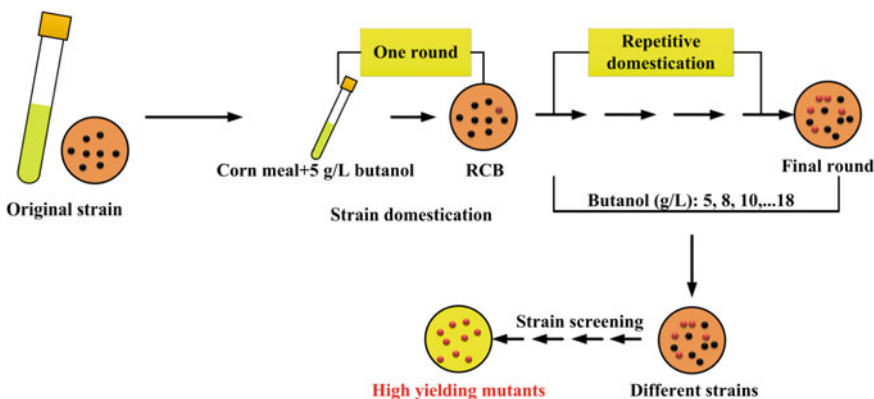 One round
Repetitive
domestication
Corn meal+5 g/L butanol
RCB
Final round
Original strain
Strain domestication
Butanol (g/L): 5, 8, 10,...18
Strain screening
High yielding mutants
Different strains